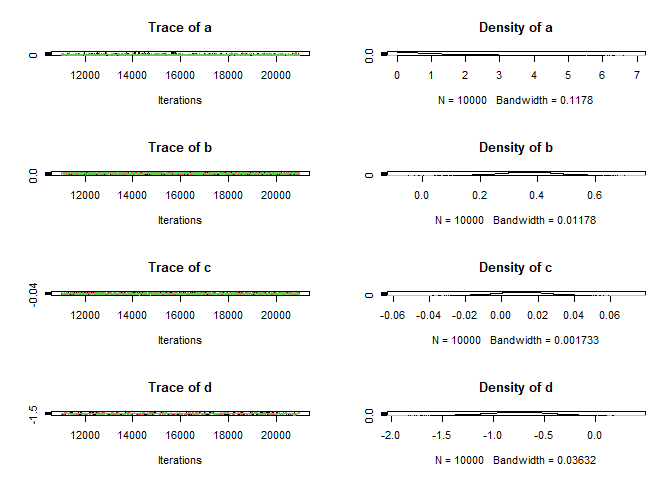 Trace of a
0
12000 14000 16000 18000 20000
Iterations
Density of a
0.0
0 1 2 3 4 5 6 7
N = 10000 Bandwidth = 0.1178
Trace of b
0.0
12000 14000 16000 18000 20000
Iterations
Density of b
0
0.0 0.2 0.4 0.6
N = 10000 Bandwidth = 0.01178
Trace of c
-0.04
12000 14000 16000 18000 20000
Iterations
Density of c
0
-0.06 -0.04 -0.02 0.00 0.02 0.04 0.06
N = 10000 Bandwidth = 0.001733
Trace of d
-1.5
12000 14000 16000 18000 20000
Iterations
Density of d
0.0
-2.0 -1.5 -1.0 -0.5 0.0
N = 10000 Bandwidth = 0.03632